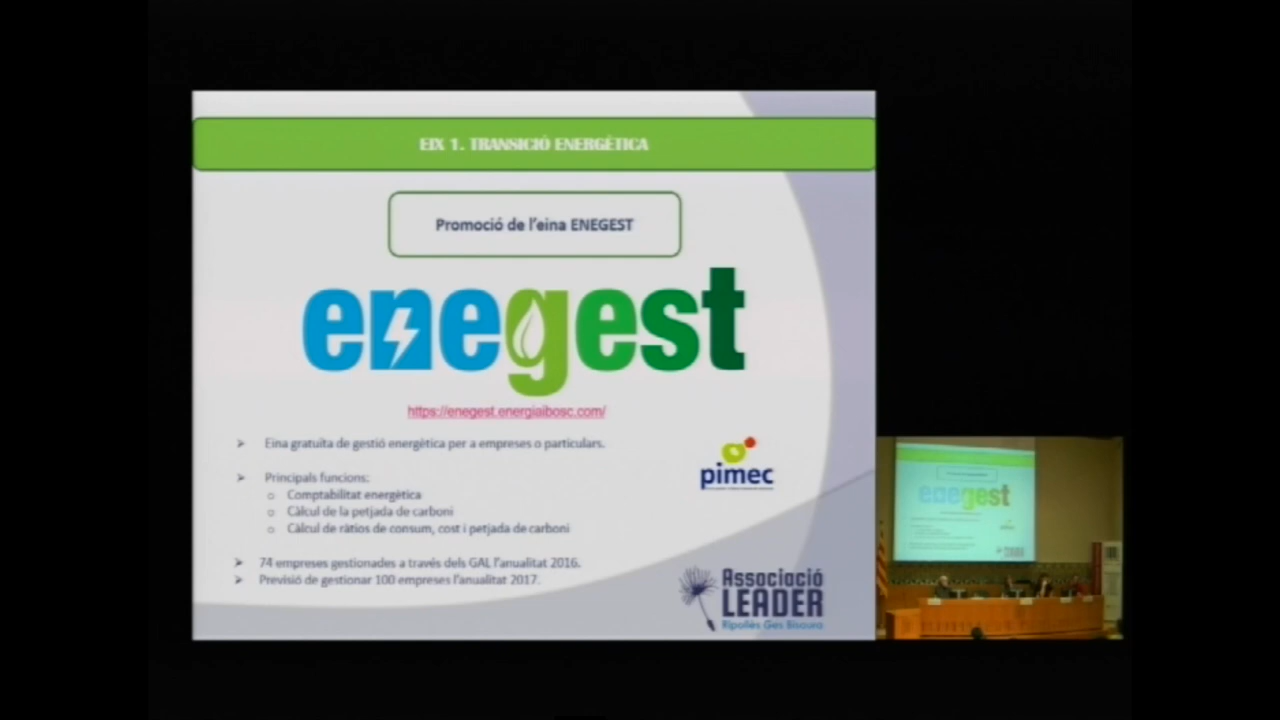 EIX 1. TRANSICIÓ ENERGÈTICA
Promoció de l'eina ENEGEST
enegest
https://enegest.energiaibosc.com/
Eina gratuïta de gestió energètica per a empreses o particulars.
Principals funcions:
Comptabilitat energètica
Càlcul de la petjada de carboni
Càlcul de ràtios de consum, cost i petjada de carboni
pimec
74 empreses gestionades a través dels GAL l'anualitat 2016.
Previsió de gestionar 100 empreses l'anualitat 2017.
Associació
LEADER
Ripollès Ges Bisaura
enegest